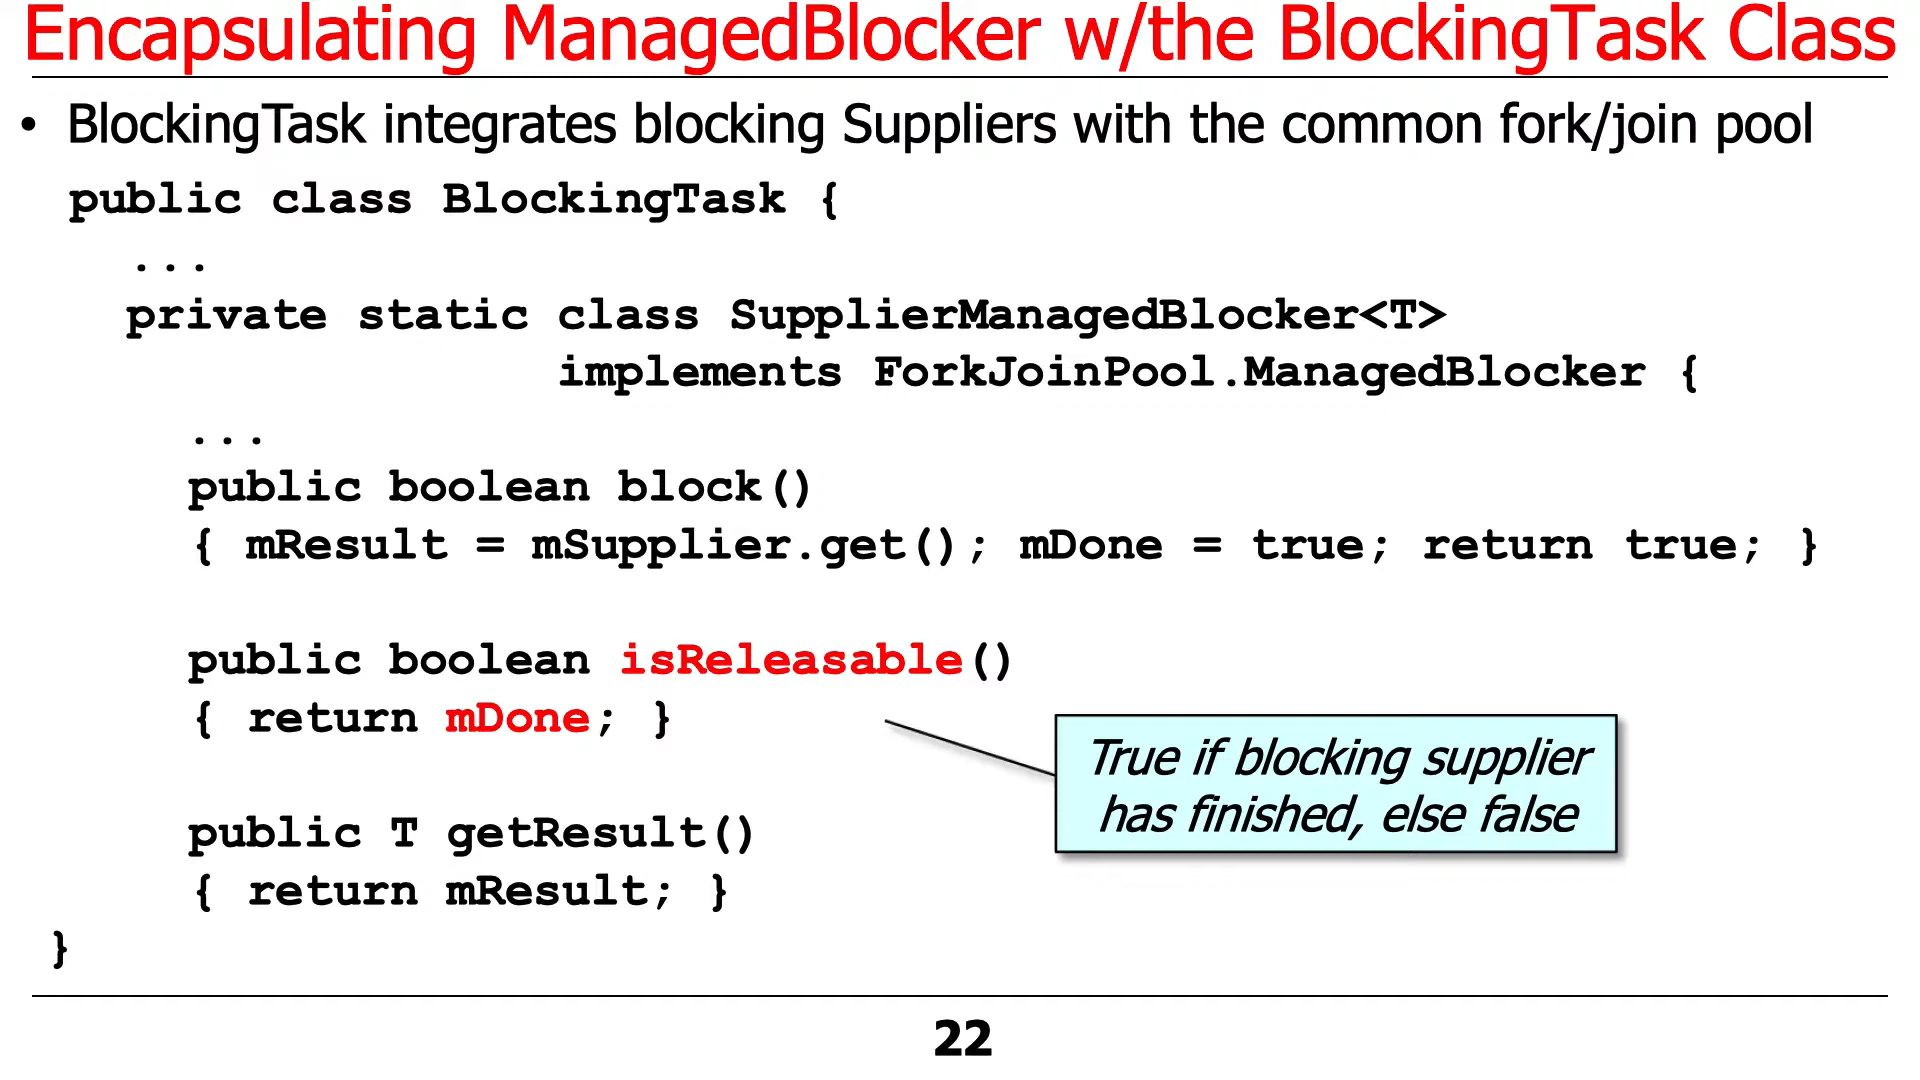 Encapsulating ManagedBlocker w/the BlockingTask Class
• BlockingTask integrates blocking Suppliers with the common fork/join pool
public class BlockingTask {
...
private static class SupplierManagedBlocker<T>
implements ForkJoinPool.ManagedBlocker {
...
public boolean block()
{ mResult = mSupplier.get(); mDone = true; return true; }
public boolean isReleasable()
{ return mDone; }
True if blocking supplier
has finished, else false
public T getResult()
{ return mResult; }
}
22